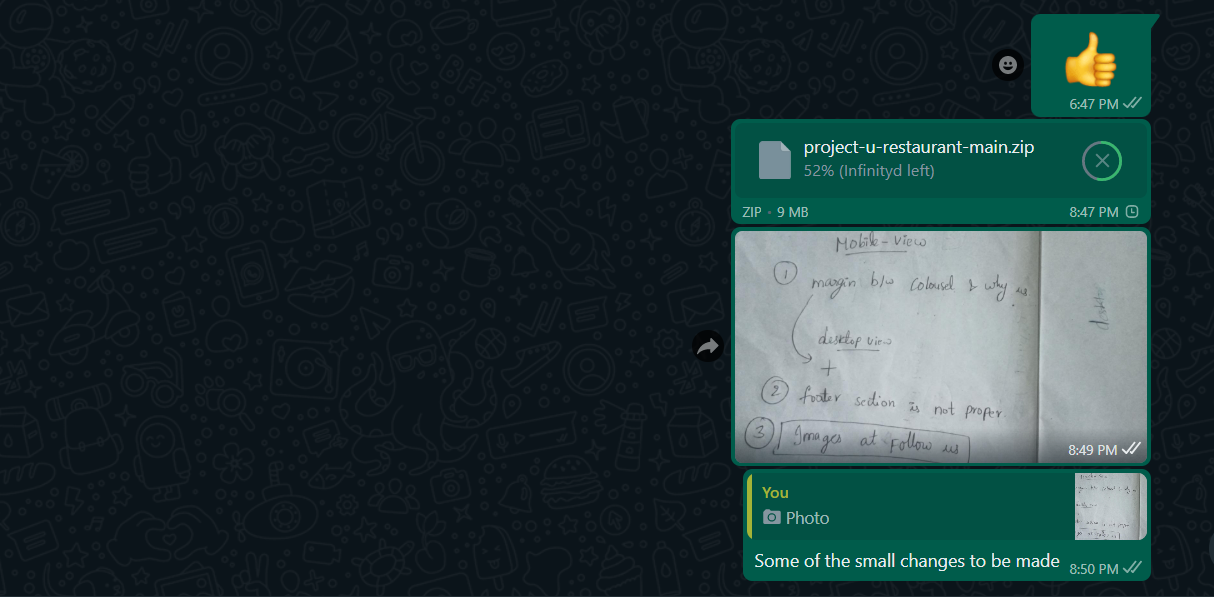 6:47 PM
project-u-restaurant-main.zip
52% (Infinityd left)
ZIP · 9 MB
8:47 PM
Mobile-View
① margin b/w Colousel & why us
desktop view
+
② footer section is not proper.
③ Images at Follow us
8:49 PM
You
Photo
Some of the small changes to be made
8:50 PM